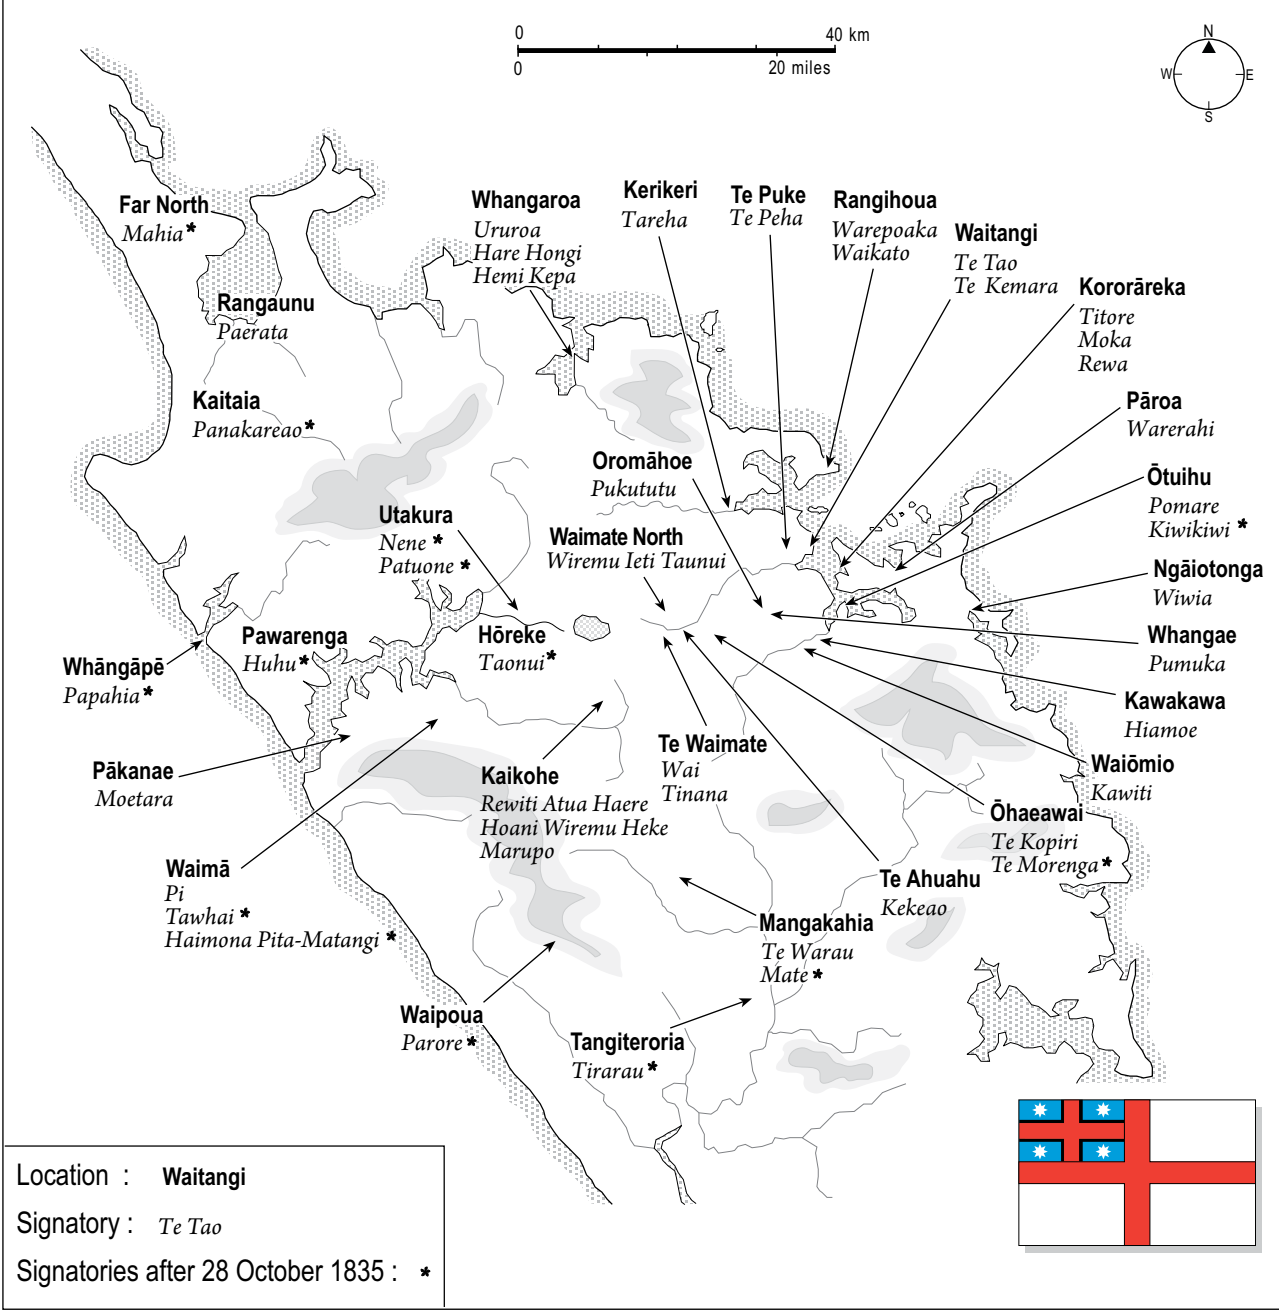 0 40 km
0 20 miles
N
W E
S
Far North
Mahia*
Rangaunu
Paerata
Kaitaia
Panakareao*
Whangaroa
Ururoa
Hare Hongi
Hemi Kepa
Kerikeri
Tareha
Te Puke
Te Peha
Rangihoua
Warepoaka
Waikato
Waitangi
Te Tao
Te Kemara
Kororāreka
Titore
Moka
Rewa
Pāroa
Warerahi
Ōtuihu
Pomare
Kiwikiwi *
Ngāiotonga
Wiwia
Whangae
Pumuka
Kawakawa
Hiamoe
Waiōmio
Kawiti
Ōhaeawai
Te Kopiri
Te Morenga*
Te Ahuahu
Kekeao
Oromāhoe
Pukututu
Waimate North
Wiremu Ieti Taunui
Utakura
Nene *
Patuone *
Hōreke
Taonui*
Pawarenga
Huhu*
Whāngāpē
Papahia*
Pākanae
Moetara
Waimā
Pi
Tawhai *
Haimona Pita-Matangi *
Kaikohe
Rewiti Atua Haere
Hoani Wiremu Heke
Marupo
Te Waimate
Wai
Tinana
Mangakahia
Te Warau
Mate *
Waipoua
Parore *
Tangiteroria
Tirarau *
Location : Waitangi
Signatory : Te Tao
Signatories after 28 October 1835 : *